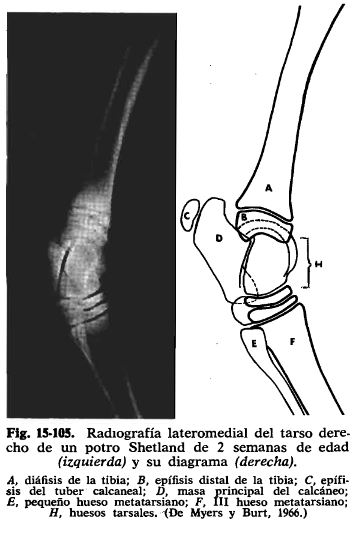 A
B
C
D
H
E
F
Fig. 15-105. Radiografía lateromedial del tarso dere-
cho de un potro Shetland de 2 semanas de edad
(izquierda) y su diagrama (derecha).
A, diáfisis de la tibia; B, epífisis distal de la tibia; C, epífi-
sis del tuber calcaneal; D, masa principal del calcáneo;
E, pequeño hueso metatarsiano; F, III hueso metatarsiano;
H, huesos tarsales. (De Myers y Burt, 1966.)